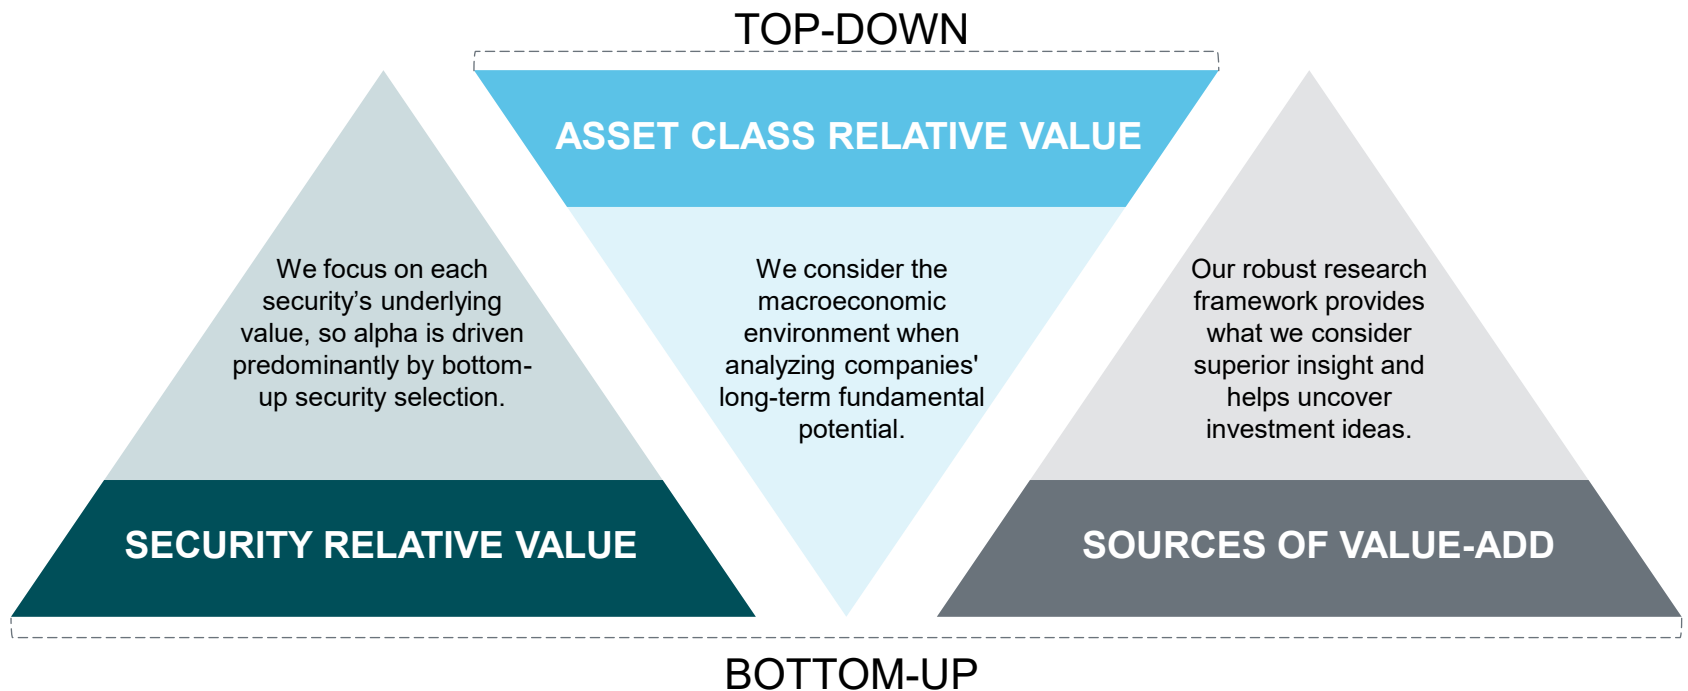 TOP-DOWN
ASSET CLASS RELATIVE VALUE
We focus on each
security’s underlying
value, so alpha is driven
predominantly by bottom-
up security selection.
SECURITY RELATIVE VALUE
We consider the
macroeconomic
environment when
analyzing companies'
long-term fundamental
potential.
Our robust research
framework provides
what we consider
superior insight and
helps uncover
investment ideas.
SOURCES OF VALUE-ADD
BOTTOM-UP